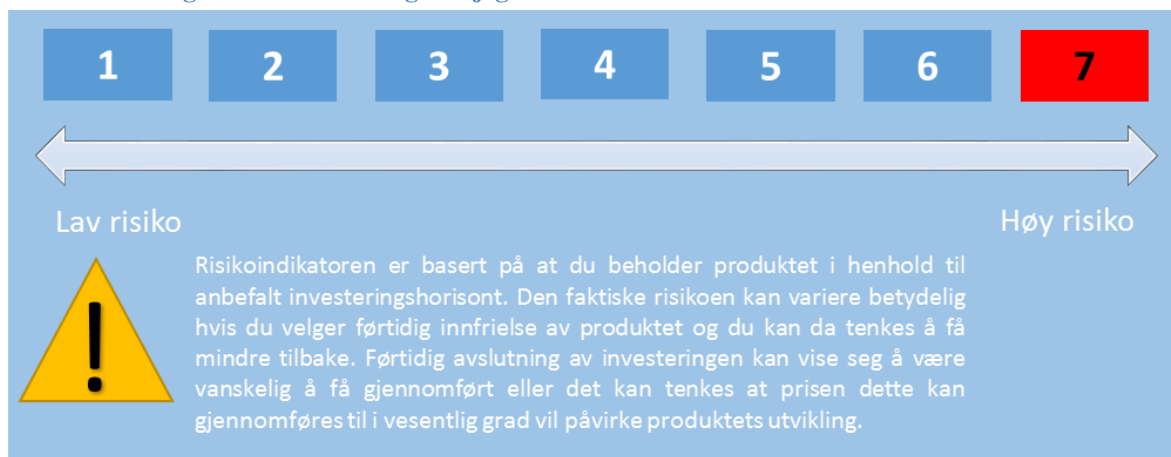 1 2 3 4 5 6 7
Lav risiko
Høy risiko
Risikoindikatoren er basert på at du beholder produktet i henhold til
anbefalt investeringshorisont. Den faktiske risikoen kan variere betydelig
hvis du velger førtidig innfrielse av produktet og du kan da tenkes å få
mindre tilbake. Førtidig avslutning av investeringen kan vise seg å være
vanskelig å få gjennomført eller det kan tenkes at prisen dette kan
gjennomføres til i vesentlig grad vil påvirke produktets utvikling.
!